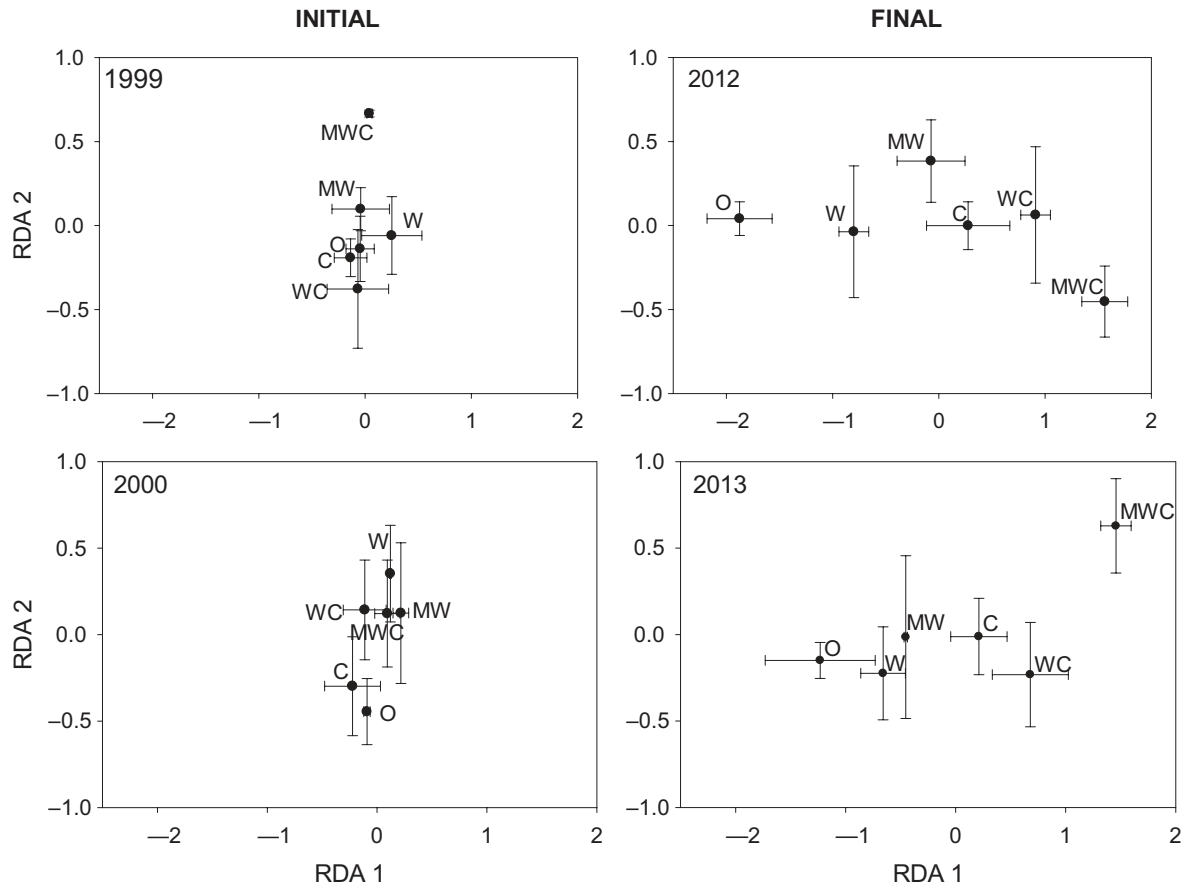 INITIAL FINAL
1999
1.0
0.5
0.0
–0.5
–1.0
RDA 2
MWC
MW
W
O
C
WC
—2 —1 0 1 2
2012
1.0
0.5
0.0
–0.5
–1.0
MW
O
W
C
WC
MWC
—2 —1 0 1 2
2000
1.0
0.5
0.0
–0.5
–1.0
RDA 2
W
WC
MW
MWC
C
O
—2 —1 0 1 2
RDA 1
2013
1.0
0.5
0.0
–0.5
–1.0
MWC
MW
C
O
W
WC
—2 —1 0 1 2
RDA 1